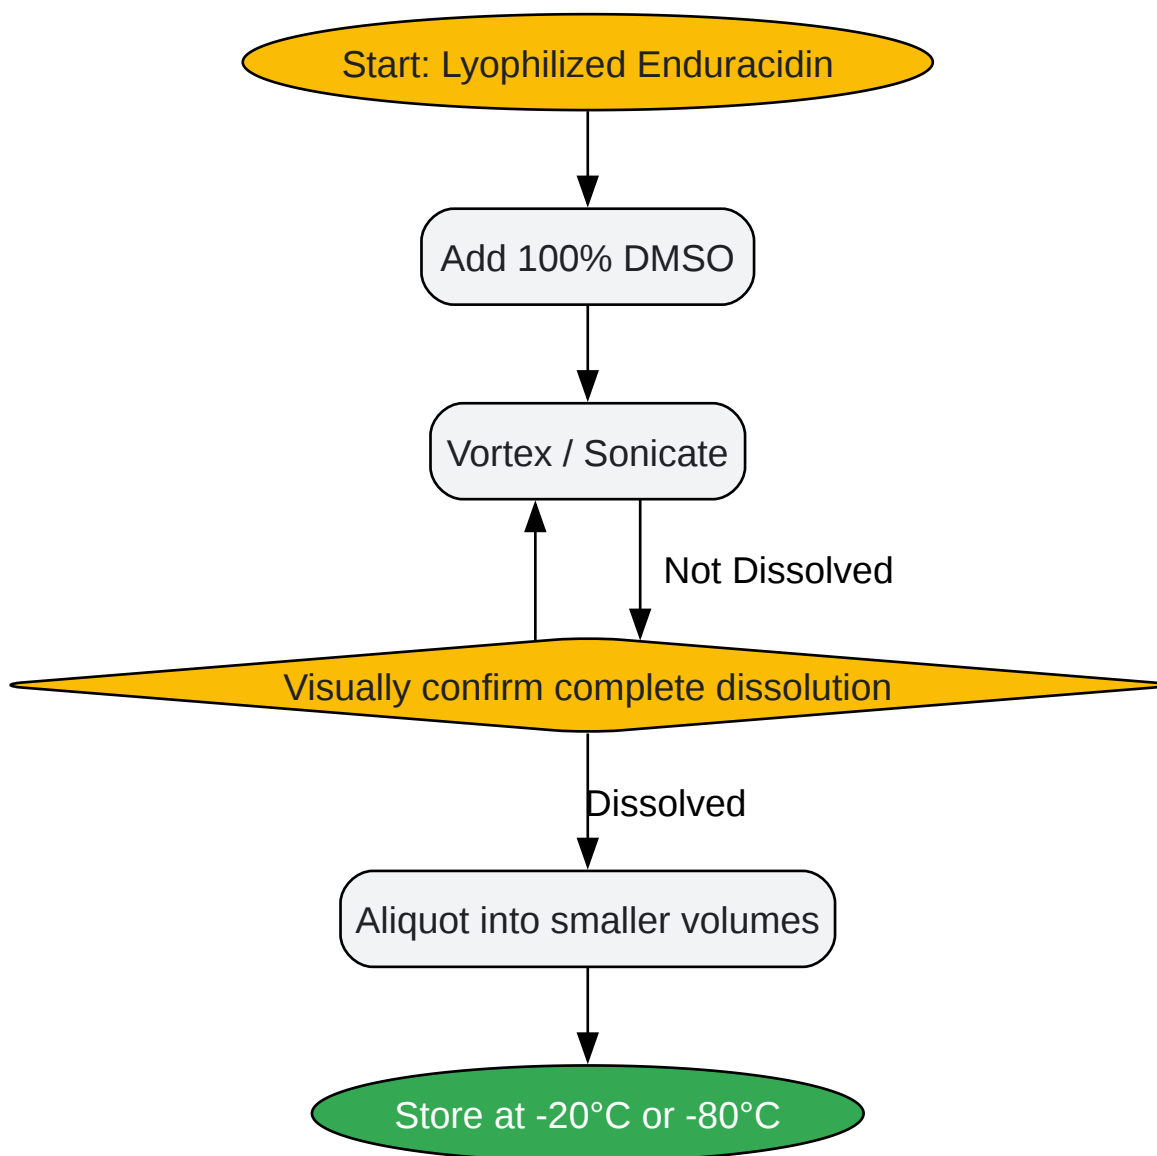 Start: Lyophilized Enduracidin
Add 100% DMSO
Vortex / Sonicate
Not Dissolved
Visually confirm complete dissolution
Dissolved
Aliquot into smaller volumes
Store at -20°C or -80°C